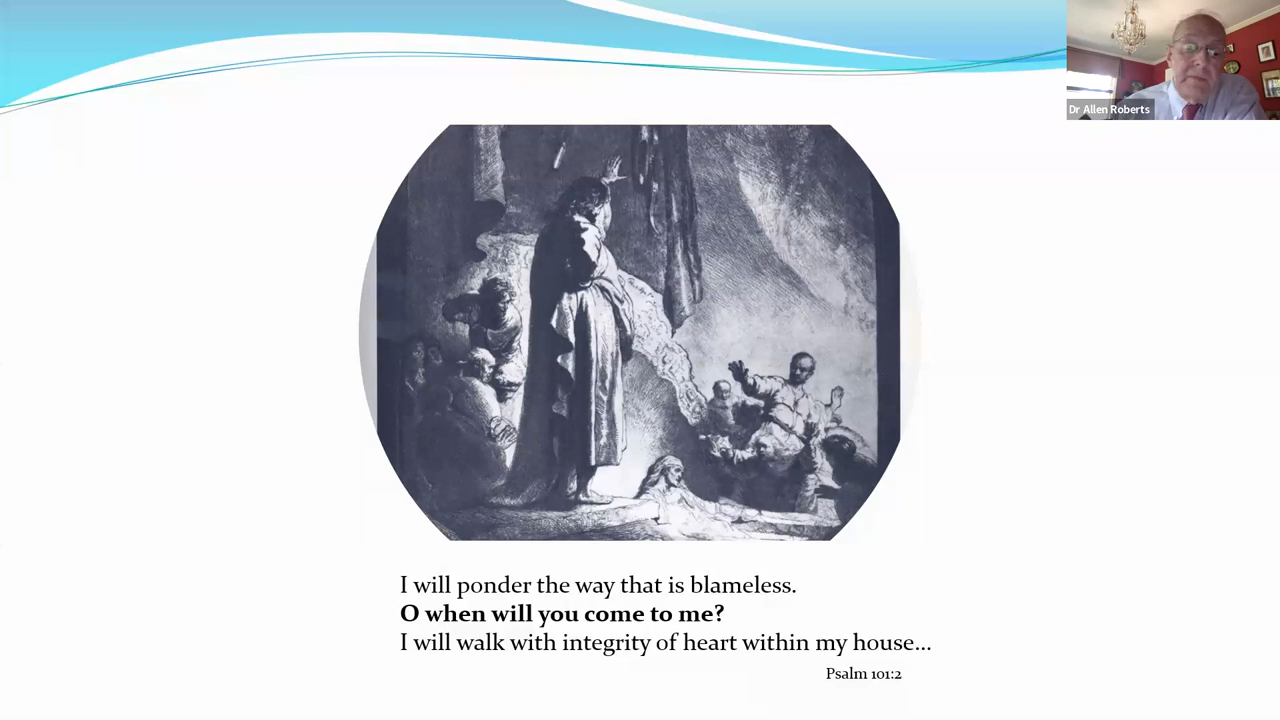 Dr Allen Roberts
I will ponder the way that is blameless.
O when will you come to me?
I will walk with integrity of heart within my house...
Psalm 101:2